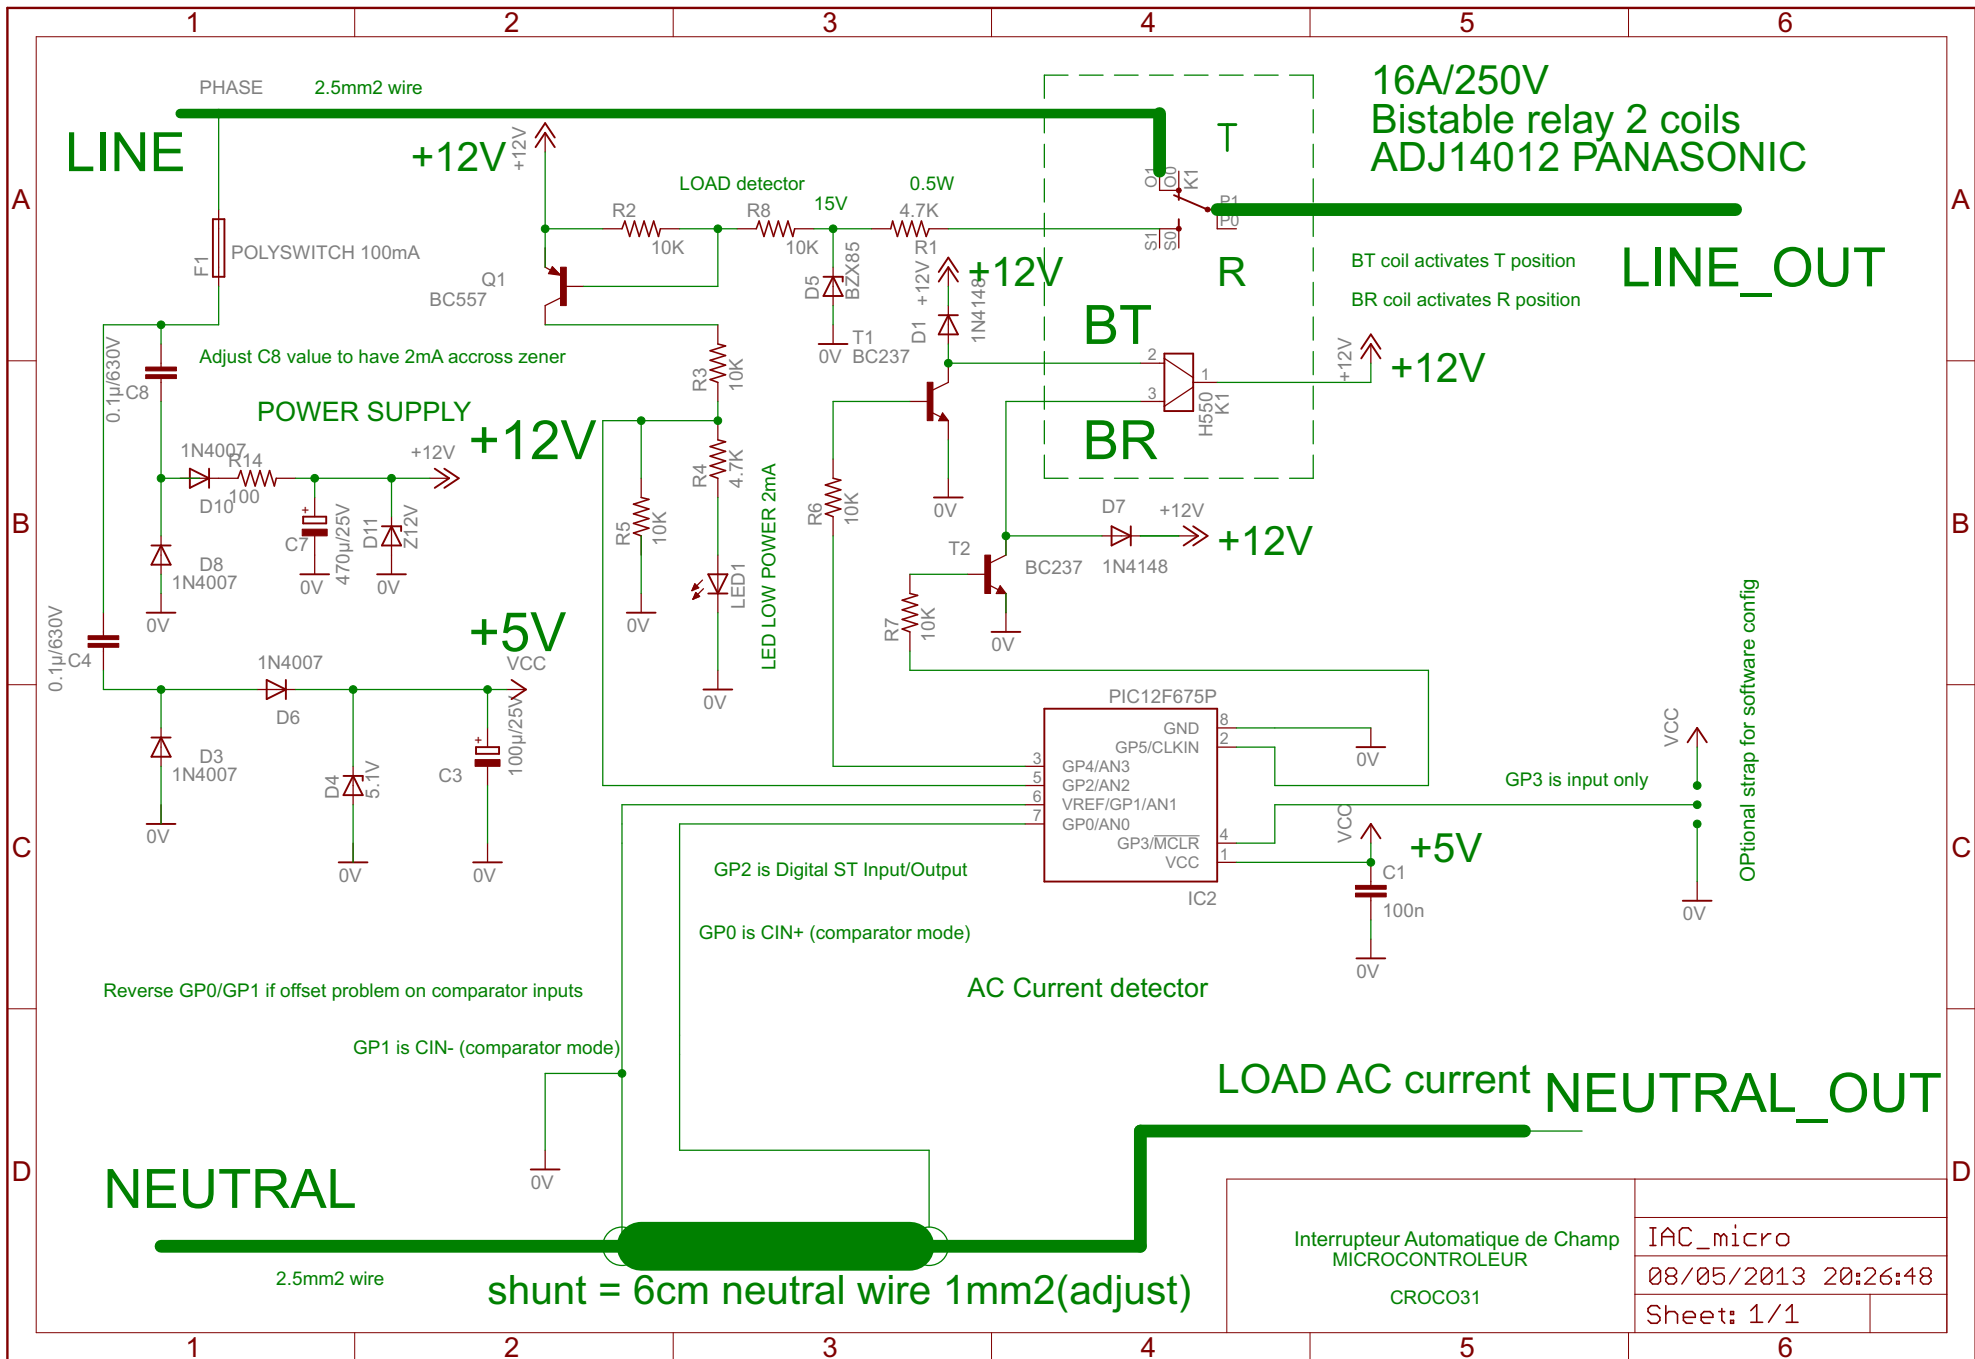 1 2 3 4 5 6
A
B
C
D
A
B
C
D
PHASE
2.5mm2 wire
LINE
+12V
+12V
LOAD detector
0.5W
15V
R2
10K
R8
10K
4.7K
R1
T
R
O1
O0
K1
P1
P0
S1
S0
16A/250V
Bistable relay 2 coils
ADJ14012 PANASONIC
LINE_OUT
BT coil activates T position
BR coil activates R position
F1
POLYSWITCH 100mA
Q1
BC557
D5
BZX85
0V
T1
BC237
D1
+12V
1N4148
+12V
BT
BR
2
3
1
H550
K1
+12V
+12V
Adjust C8 value to have 2mA accross zener
0.1µ/630V
C8
POWER SUPPLY
+12V
+12V
1N4007
R14
100
D10
D8
1N4007
0V
C7
+
470µ/25V
0V
D11
Z12V
0V
R3
10K
R4
4.7K
R5
10K
0V
LED1
LED LOW POWER 2mA
0V
R6
10K
0V
D7
1N4148
+12V
+12V
T2
BC237
R7
10K
0V
0.1µ/630V
C4
+5V
VCC
1N4007
D6
D3
1N4007
0V
D4
5.1V
0V
C3
+
100µ/25V
0V
PIC12F675P
GND
GP5/CLKIN
GP4/AN3
GP2/AN2
VREF/GP1/AN1
GP0/AN0
GP3/MCLR
VCC
3
5
6
7
8
2
4
1
IC2
0V
VCC
+5V
C1
100n
0V
GP3 is input only
VCC
0V
OPtional strap for software config
GP2 is Digital ST Input/Output
GP0 is CIN+ (comparator mode)
Reverse GP0/GP1 if offset problem on comparator inputs
AC Current detector
GP1 is CIN- (comparator mode)
0V
LOAD AC current
NEUTRAL_OUT
NEUTRAL
2.5mm2 wire
shunt = 6cm neutral wire 1mm2(adjust)
Interrupteur Automatique de Champ
MICROCONTROLEUR
CROCO31
IAC_micro
08/05/2013 20:26:48
Sheet: 1/1
1 2 3 4 5 6